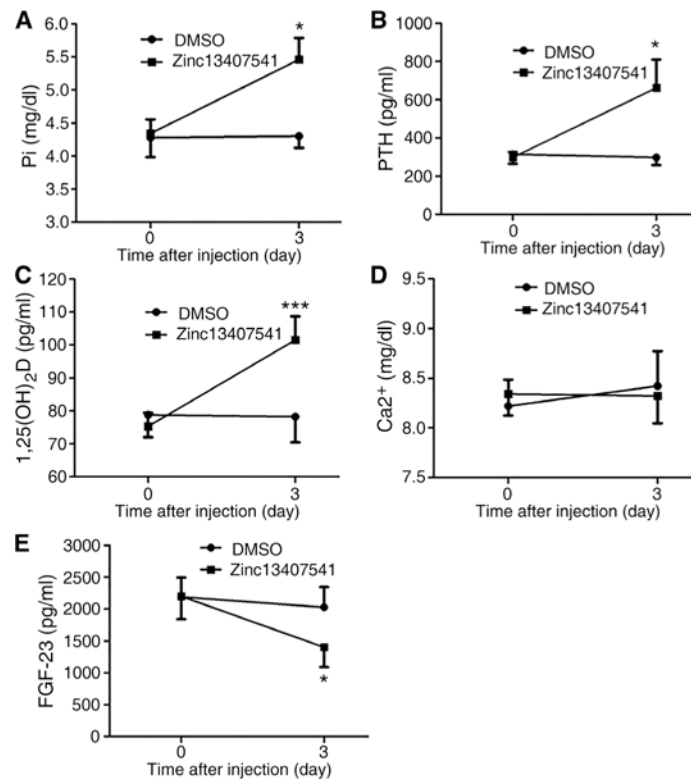 A
DMSO
Zinc13407541
*
Pi (mg/dl)
6.0
5.5
5.0
4.5
4.0
3.5
3.0
0 3
Time after injection (day)
B
DMSO
Zinc13407541
*
PTH (pg/ml)
1000
800
600
400
200
0
0 3
Time after injection (day)
C
DMSO
Zinc13407541
***
1,25(OH)₂D (pg/ml)
120
110
100
90
80
70
60
0 3
Time after injection (day)
D
DMSO
Zinc13407541
Ca2⁺ (mg/dl)
9.5
9.0
8.5
8.0
7.5
0 3
Time after injection (day)
E
DMSO
Zinc13407541
*
FGF-23 (pg/ml)
3000
2500
2000
1500
1000
500
0
0 3
Time after injection (day)